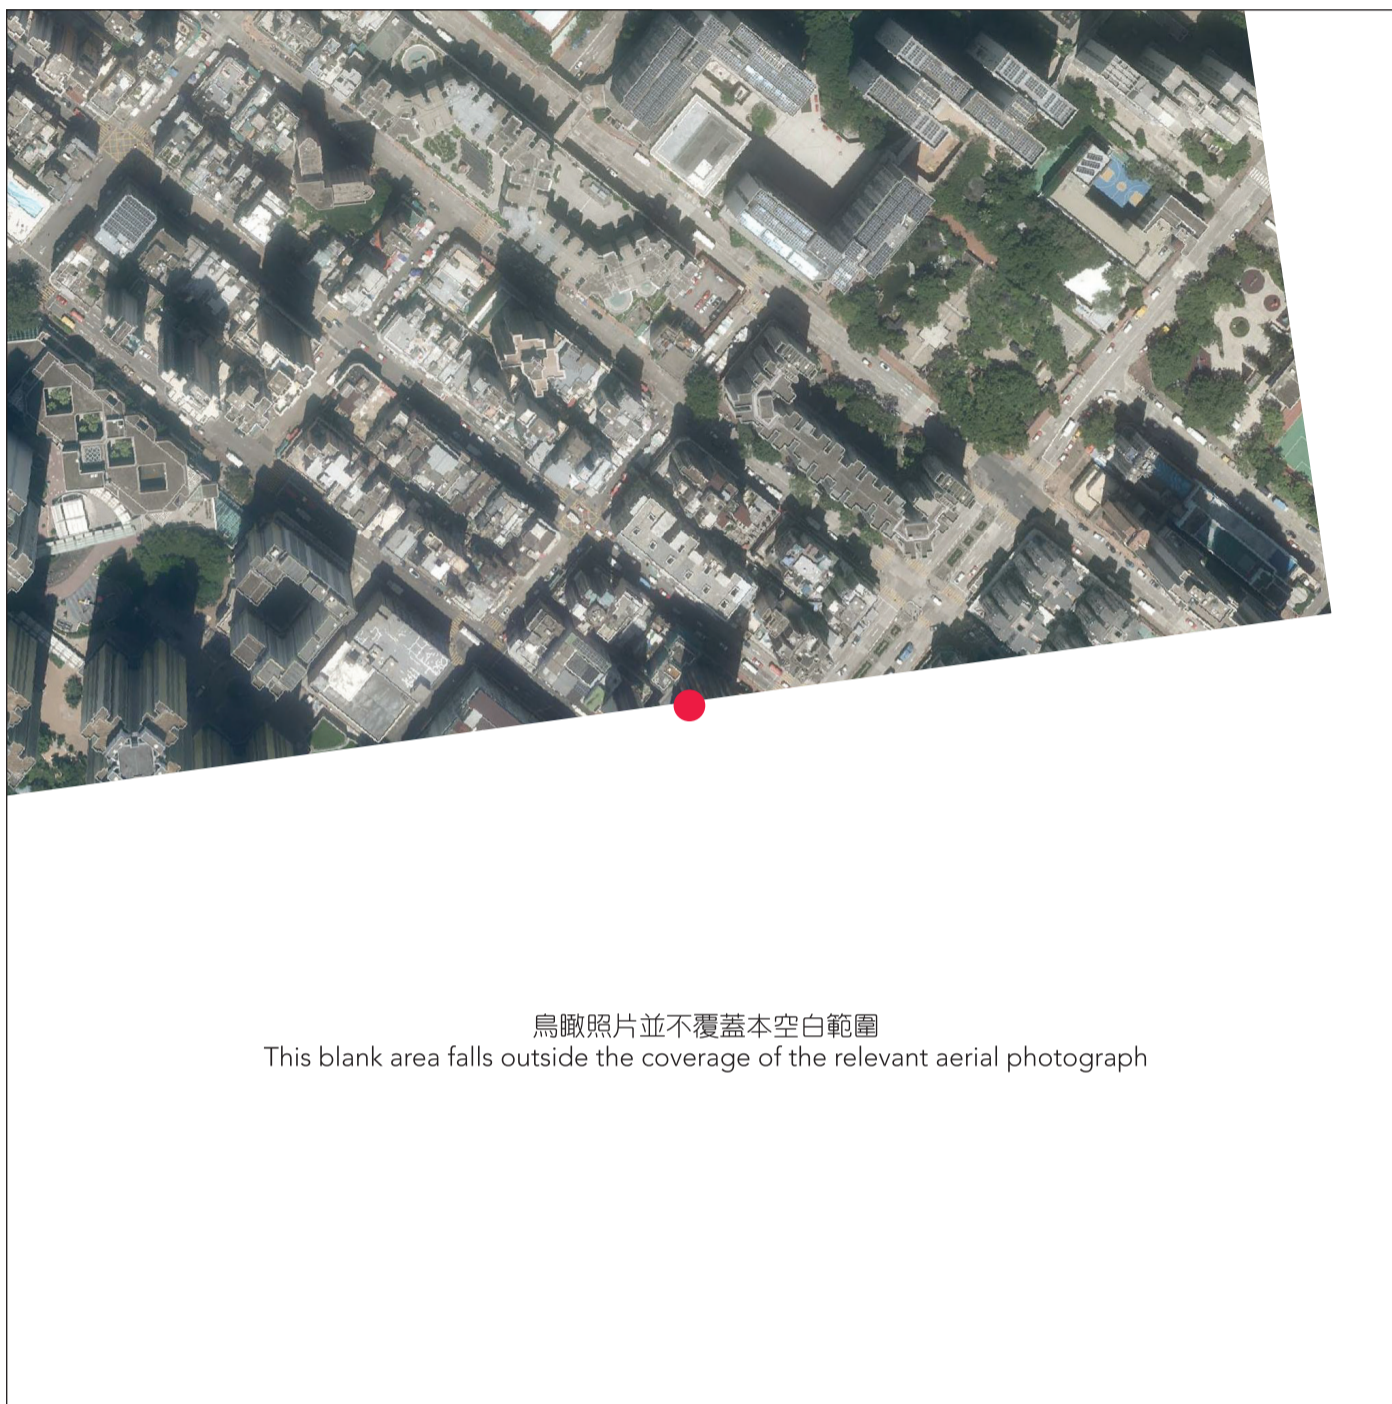 鳥瞰照片並不覆蓋本空白範圍
This blank area falls outside the coverage of the relevant aerial photograph